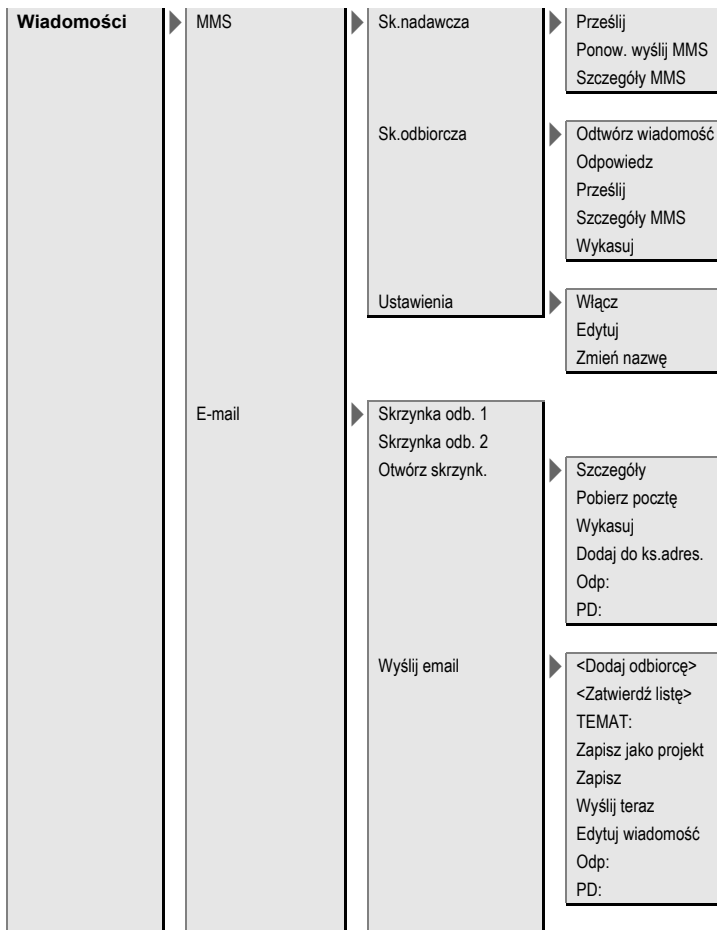 Wiadomości
MMS
Sk.nadawcza
Prześlij
Ponow. wyślij MMS
Szczegóły MMS
Sk.odbiorcza
Odtwórz wiadomość
Odpowiedz
Prześlij
Szczegóły MMS
Wykasuj
Ustawienia
Włącz
Edytuj
Zmień nazwę
E-mail
Skrzynka odb. 1
Skrzynka odb. 2
Otwórz skrzynk.
Szczegóły
Pobierz pocztę
Wykasuj
Dodaj do ks.adres.
Odp:
PD:
Wyślij email
<Dodaj odbiorcę>
<Zatwierdź listę>
TEMAT:
Zapisz jako projekt
Zapisz
Wyślij teraz
Edytuj wiadomość
Odp:
PD: